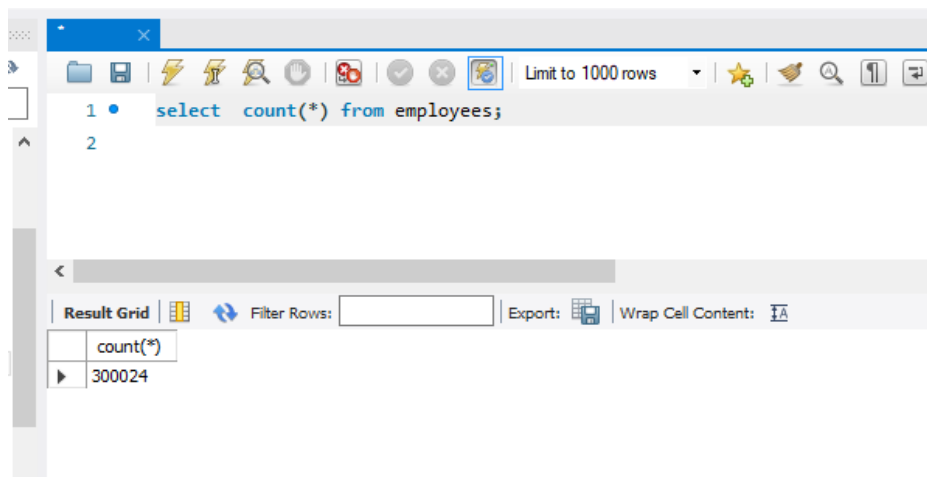 *
Limit to 1000 rows
1 select  count(*) from employees;
2
Result Grid Filter Rows: Export: Wrap Cell Content: IA
count(*)
300024